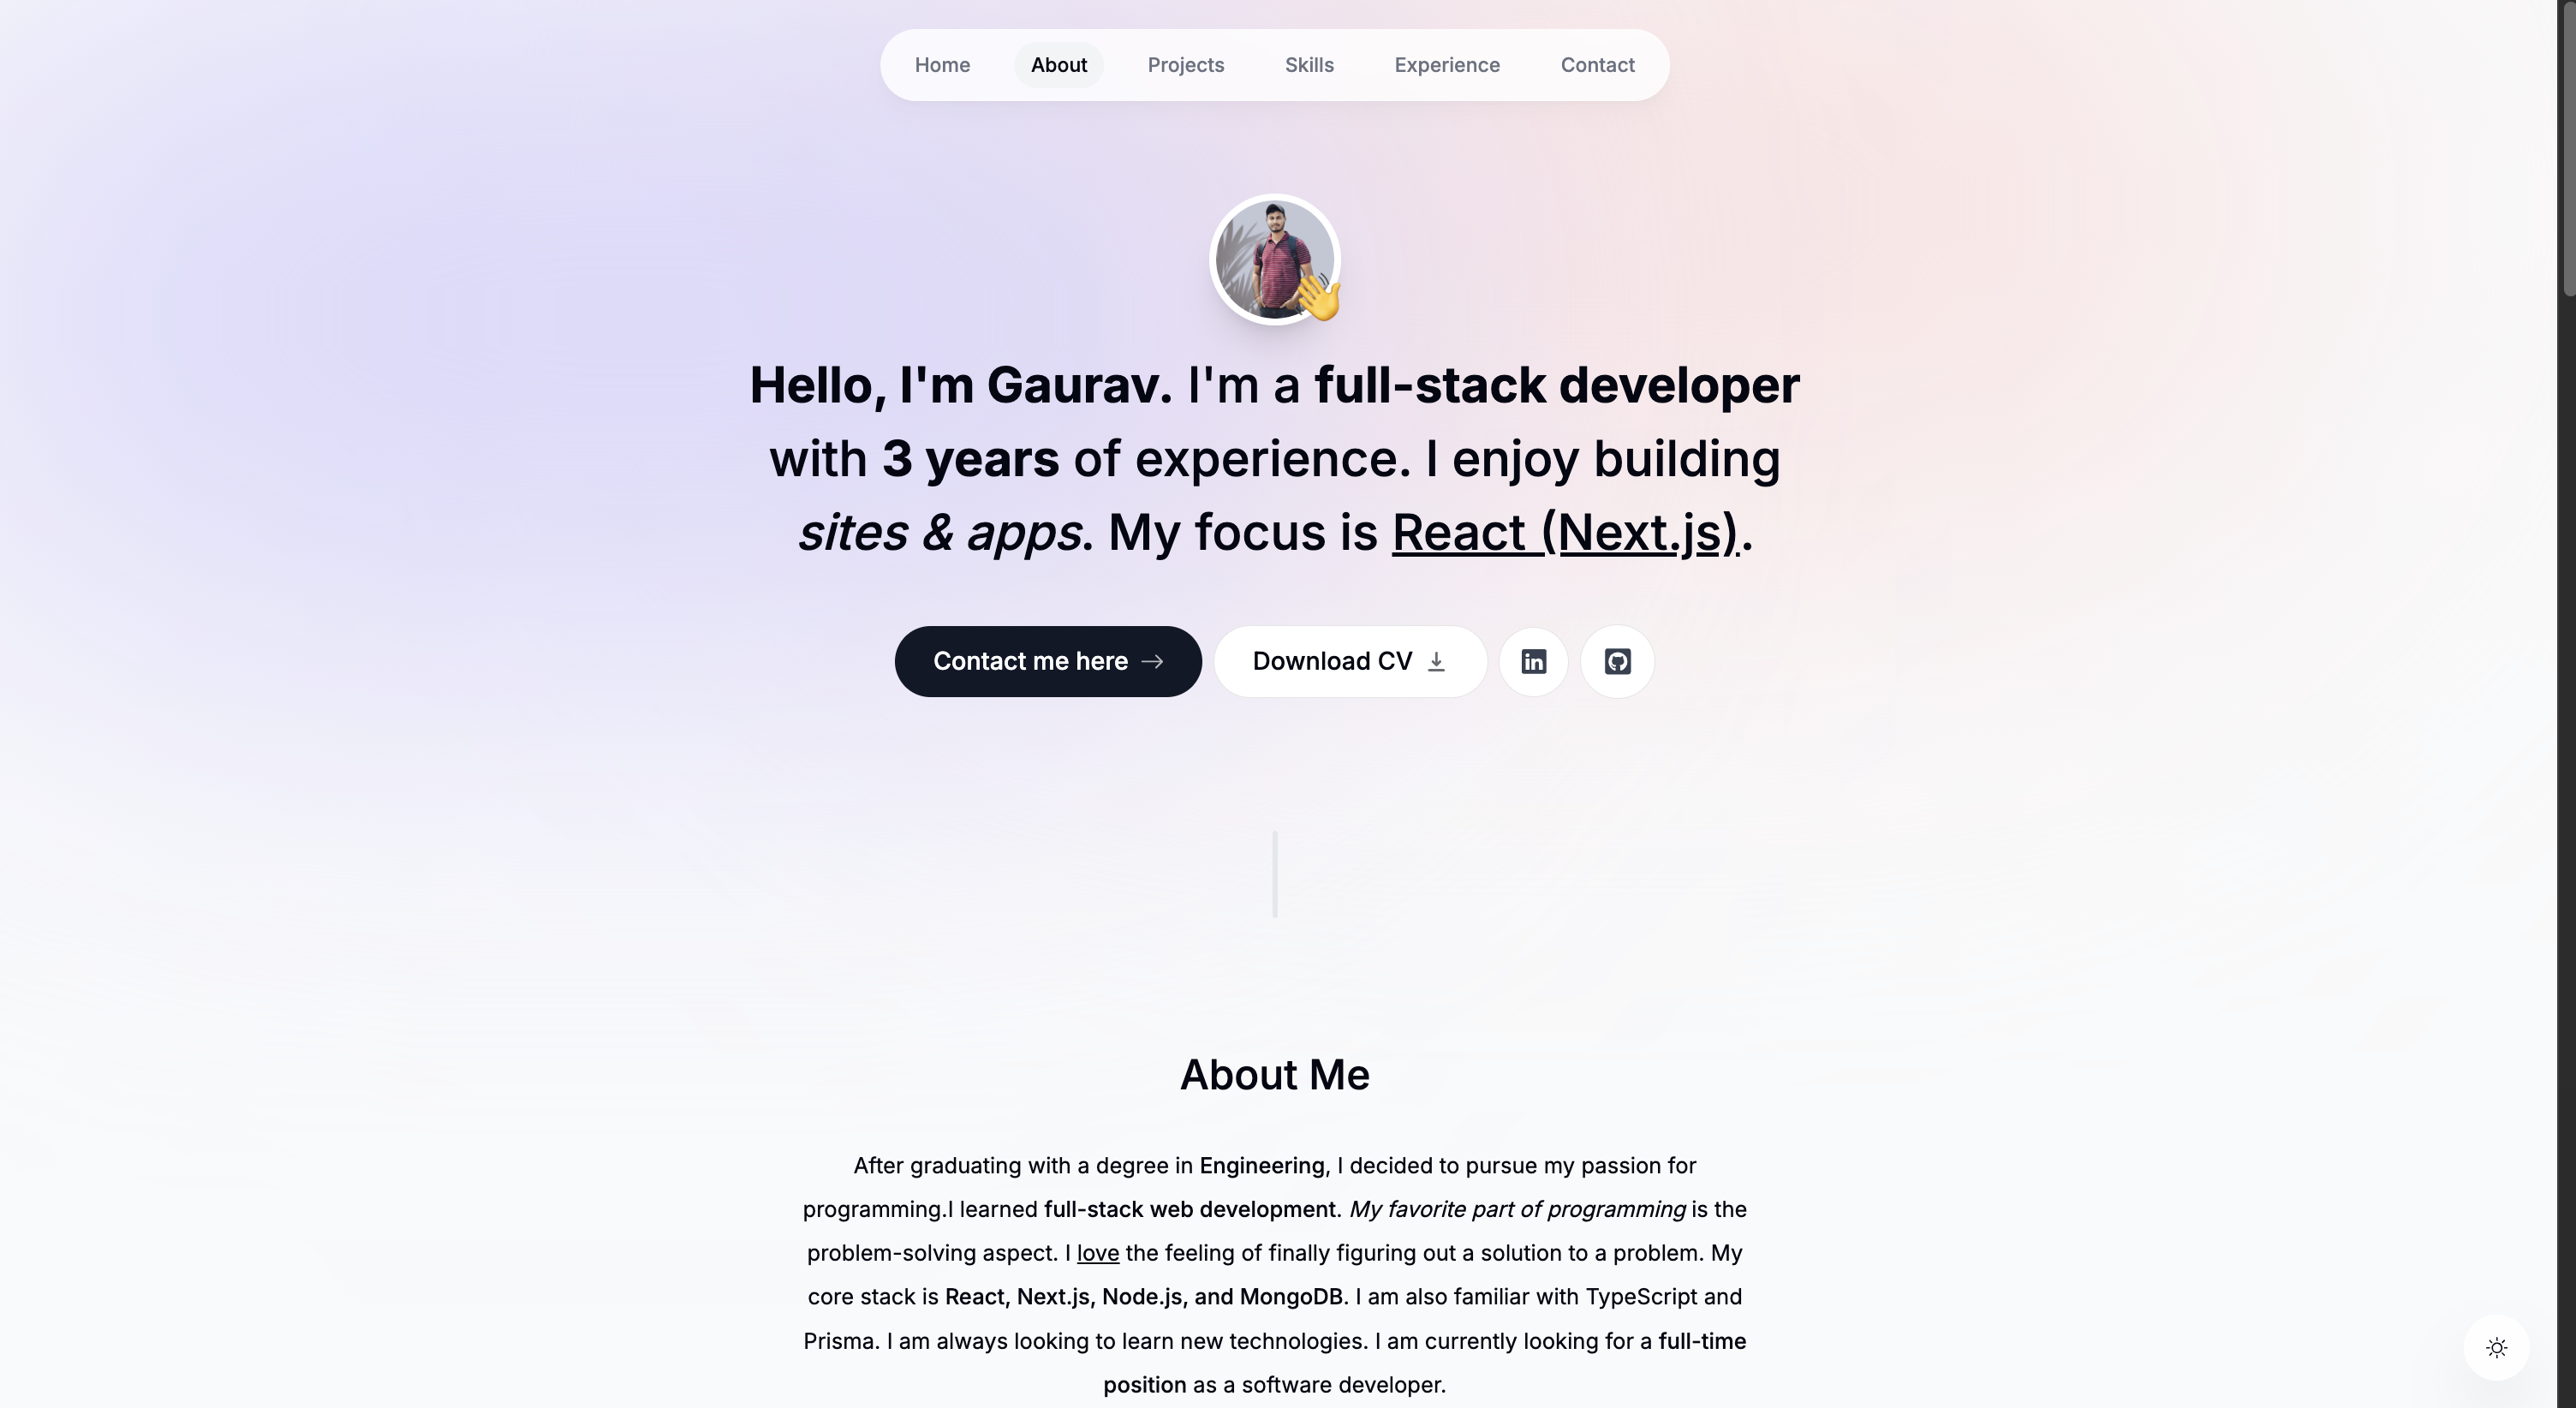 Home About Projects Skills Experience Contact
Hello, I'm Gaurav. I'm a full-stack developer
with 3 years of experience. I enjoy building
sites & apps. My focus is React (Next.js).
Contact me here Download CV in
About Me
After graduating with a degree in Engineering, I decided to pursue my passion for
programming.I learned full-stack web development. My favorite part of programming is the
problem-solving aspect. I love the feeling of finally figuring out a solution to a problem. My
core stack is React, Next.js, Node.js, and MongoDB. I am also familiar with TypeScript and
Prisma. I am always looking to learn new technologies. I am currently looking for a full-time
position as a software developer.